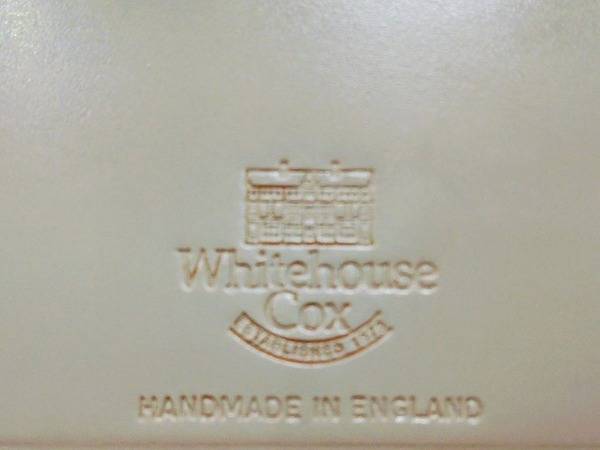 Whitehouse
Cox
ESTABLISHED 1875
HANDMADE IN ENGLAND